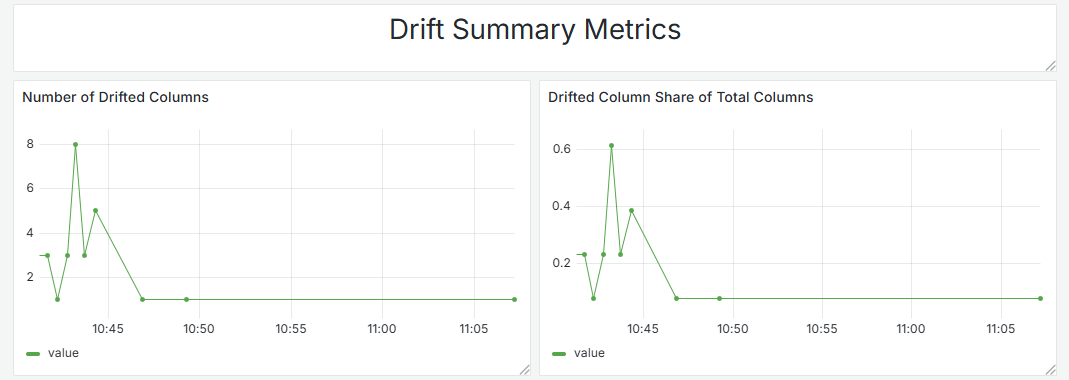 Drift Summary Metrics
Number of Drifted Columns
8
6
4
2
10:45 10:50 10:55 11:00 11:05
value
Drifted Column Share of Total Columns
0.6
0.4
0.2
10:45 10:50 10:55 11:00 11:05
value